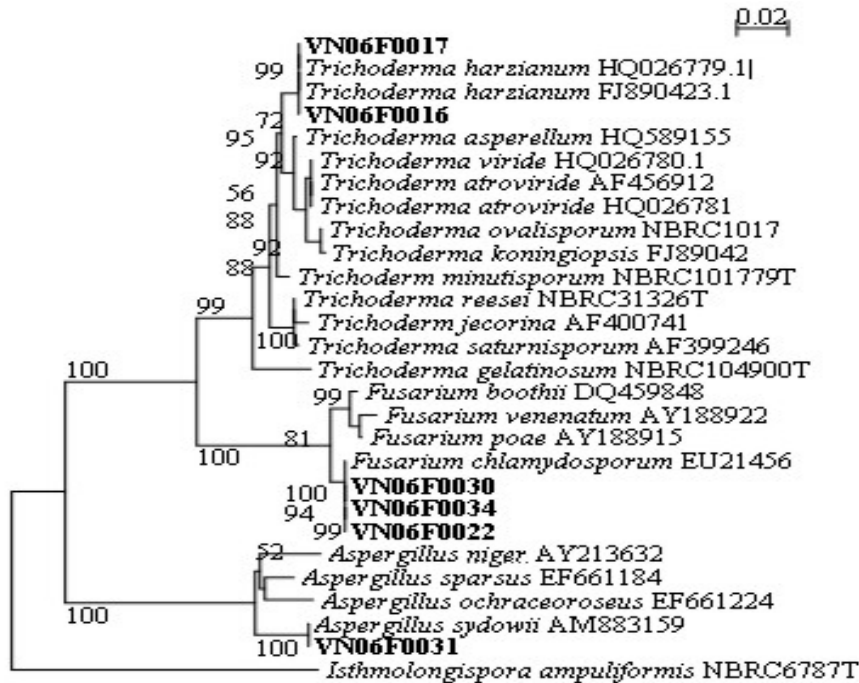 0.02
VN06F0017
99
Trichoderma harzianum HQ026779.1|
Trichoderma harzianum FJ890423.1
72
VN06F0016
95
Trichoderma asperellum HQ589155
92
Trichoderma viride HQ026780.1
Trichoderm atroviride AF456912
56
Trichoderma atroviride HQ026781
88
Trichoderma ovalisporum NBRC1017
92
Trichoderma koningiopsis FJ89042
88
Trichoderm minutisporum NBRC101779T
99
Trichoderma reesei NBRC31326T
Trichoderm jecorina AF400741
100
Trichoderma saturnisporum AF399246
100
Trichoderma gelatinosum NBRC104900T
99
Fusarium boothii DQ459848
Fusarium venenatum AY188922
81
Fusarium poae AY188915
100
Fusarium chlamydosporum EU21456
100
VN06F0030
94
VN06F0034
99
VN06F0022
52
Aspergillus niger. AY213632
Aspergillus sparsus EF661184
Aspergillus ochraceoroseus EF661224
100
Aspergillus sydowii AM883159
100
VN06F0031
Isthmolongispora ampuliformis NBRC6787T